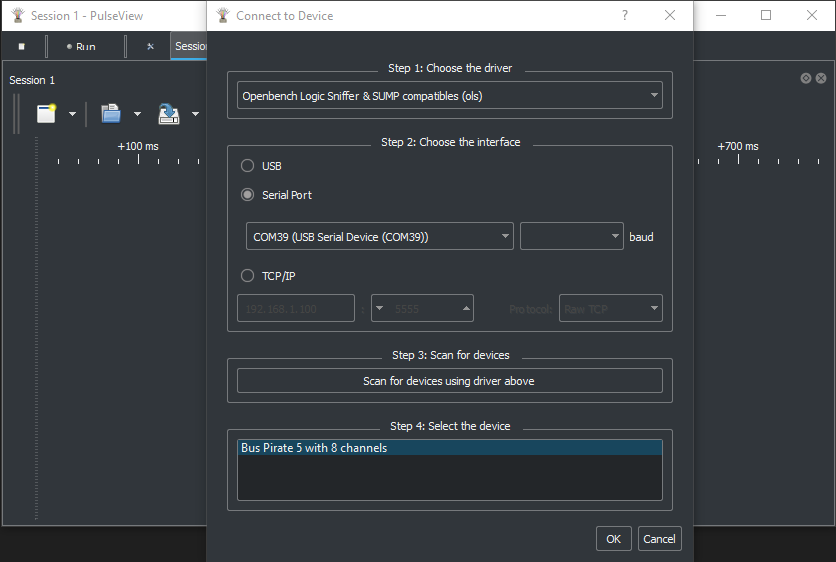 Session 1 - PulseView
Connect to Device
?
Run
Sessio
Session 1
+100 ms
+700 ms
Step 1: Choose the driver
Openbench Logic Sniffer & SUMP compatibles (ols)
Step 2: Choose the interface
USB
Serial Port
COM39 (USB Serial Device (COM39))
baud
TCP/IP
192.168.1.100 : 5555 Protocol: Raw TCP
Step 3: Scan for devices
Scan for devices using driver above
Step 4: Select the device
Bus Pirate 5 with 8 channels
OK Cancel